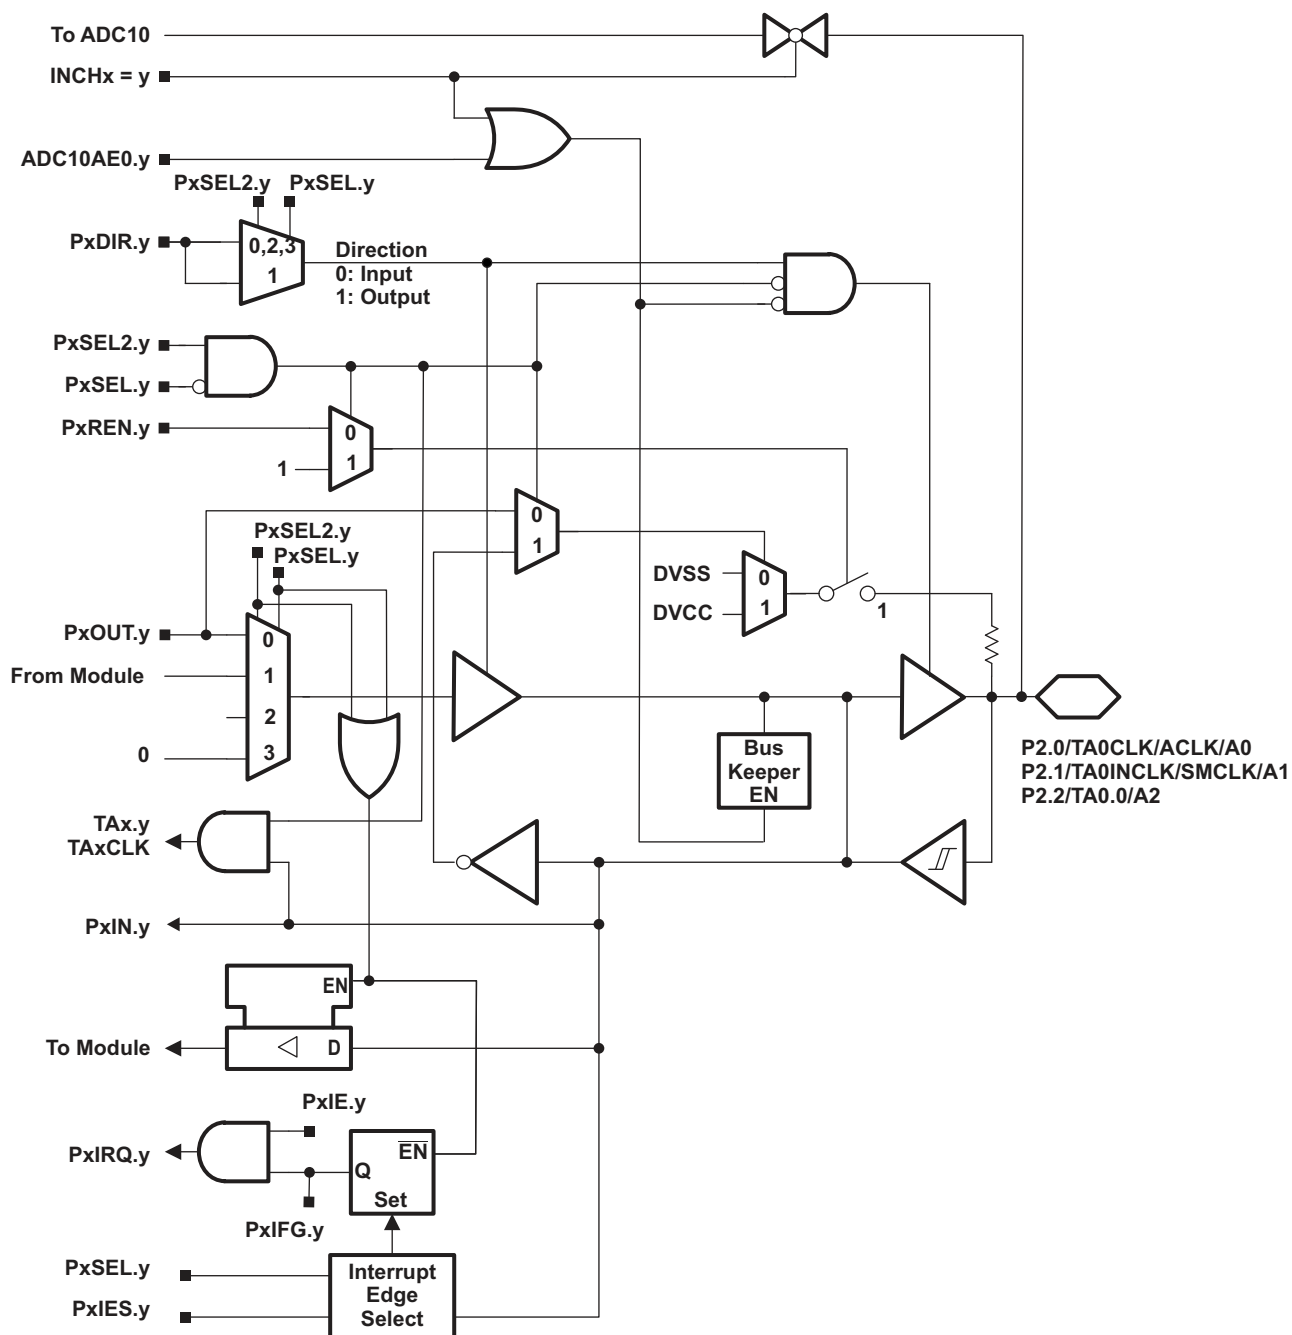 To ADC10
INCHx = y
ADC10AE0.y
PxSEL2.y PxSEL.y
PxDIR.y
0,2,3
1
Direction
0: Input
1: Output
PxSEL2.y
PxSEL.y
PxREN.y
0
1
1
PxSEL2.y
PxSEL.y
0
1
DVSS
DVCC
0
1
1
PxOUT.y
From Module
0
0
1
2
3
Bus
Keeper
EN
P2.0/TA0CLK/ACLK/A0
P2.1/TA0INCLK/SMCLK/A1
P2.2/TA0.0/A2
TAx.y
TAxCLK
PxIN.y
EN
D
To Module
PxIE.y
PxIRQ.y
EN
Q
Set
PxIFG.y
PxSEL.y
PxIES.y
Interrupt
Edge
Select